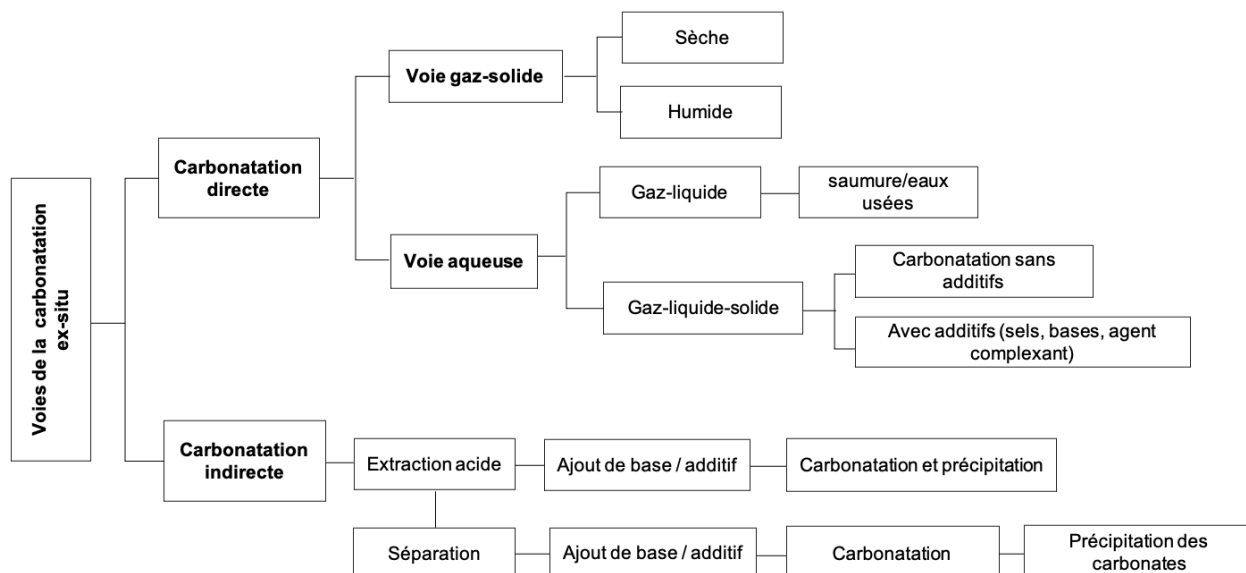 Voies de la carbonatation
ex-situ
Carbonatation
directe
Voie gaz-solide
Sèche
Humide
Voie aqueuse
Gaz-liquide
saumure/eaux
usées
Gaz-liquide-solide
Carbonatation sans
additifs
Avec additifs (sels, bases, agent
complexant)
Carbonatation
indirecte
Extraction acide
Ajout de base / additif
Carbonatation et précipitation
Séparation
Ajout de base / additif
Carbonatation
Précipitation des
carbonates